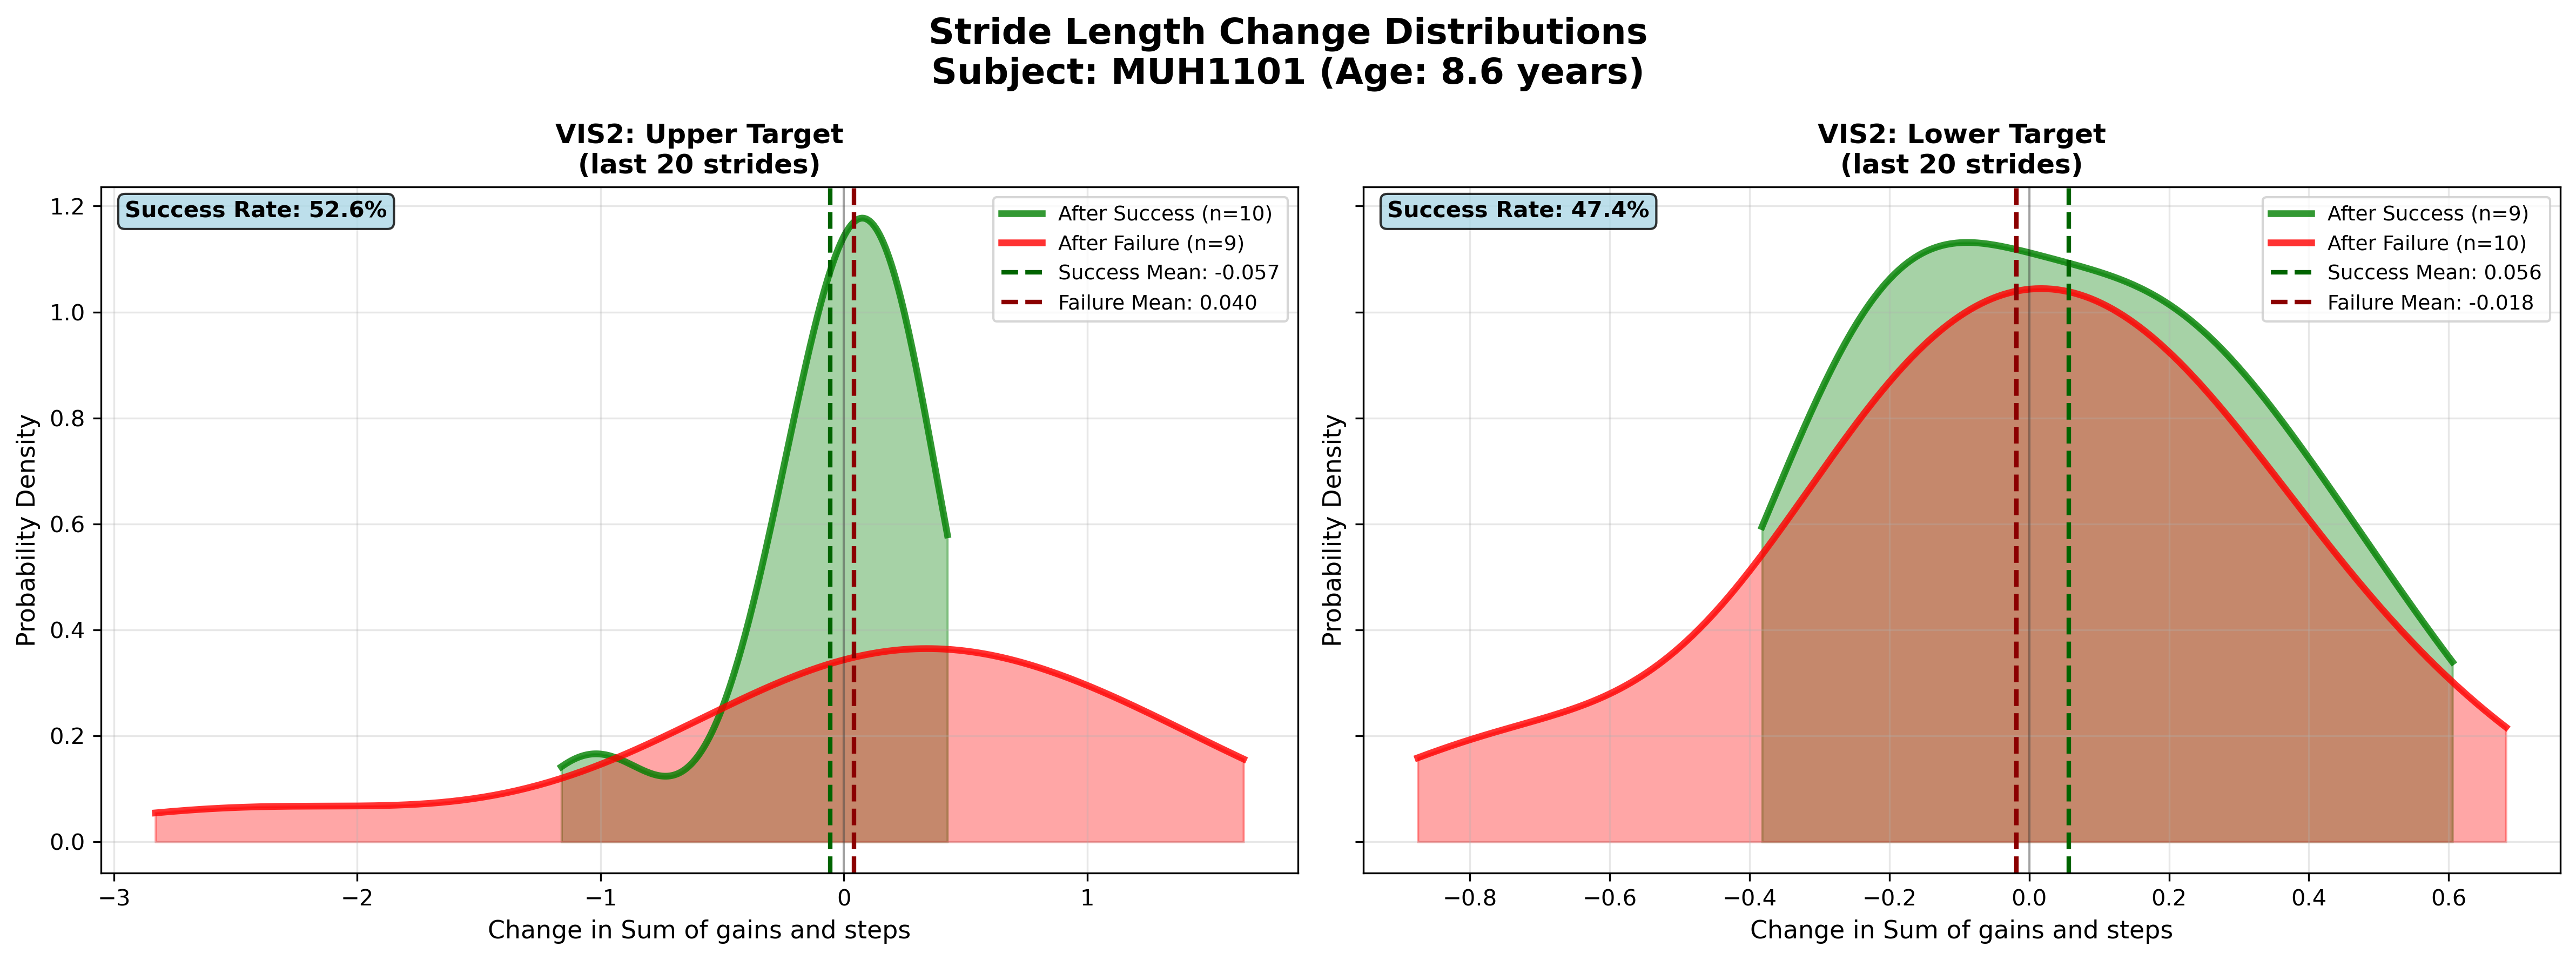 Stride Length Change Distributions
Subject: MUH1101 (Age: 8.6 years)
VIS2: Upper Target
(last 20 strides)
Success Rate: 52.6%
After Success (n=10)
After Failure (n=9)
Success Mean: -0.057
Failure Mean: 0.040
Probability Density
1.2
1.0
0.8
0.6
0.4
0.2
0.0
−3 −2 −1 0 1
Change in Sum of gains and steps
VIS2: Lower Target
(last 20 strides)
Success Rate: 47.4%
After Success (n=9)
After Failure (n=10)
Success Mean: 0.056
Failure Mean: -0.018
Probability Density
−0.8 −0.6 −0.4 −0.2 0.0 0.2 0.4 0.6
Change in Sum of gains and steps